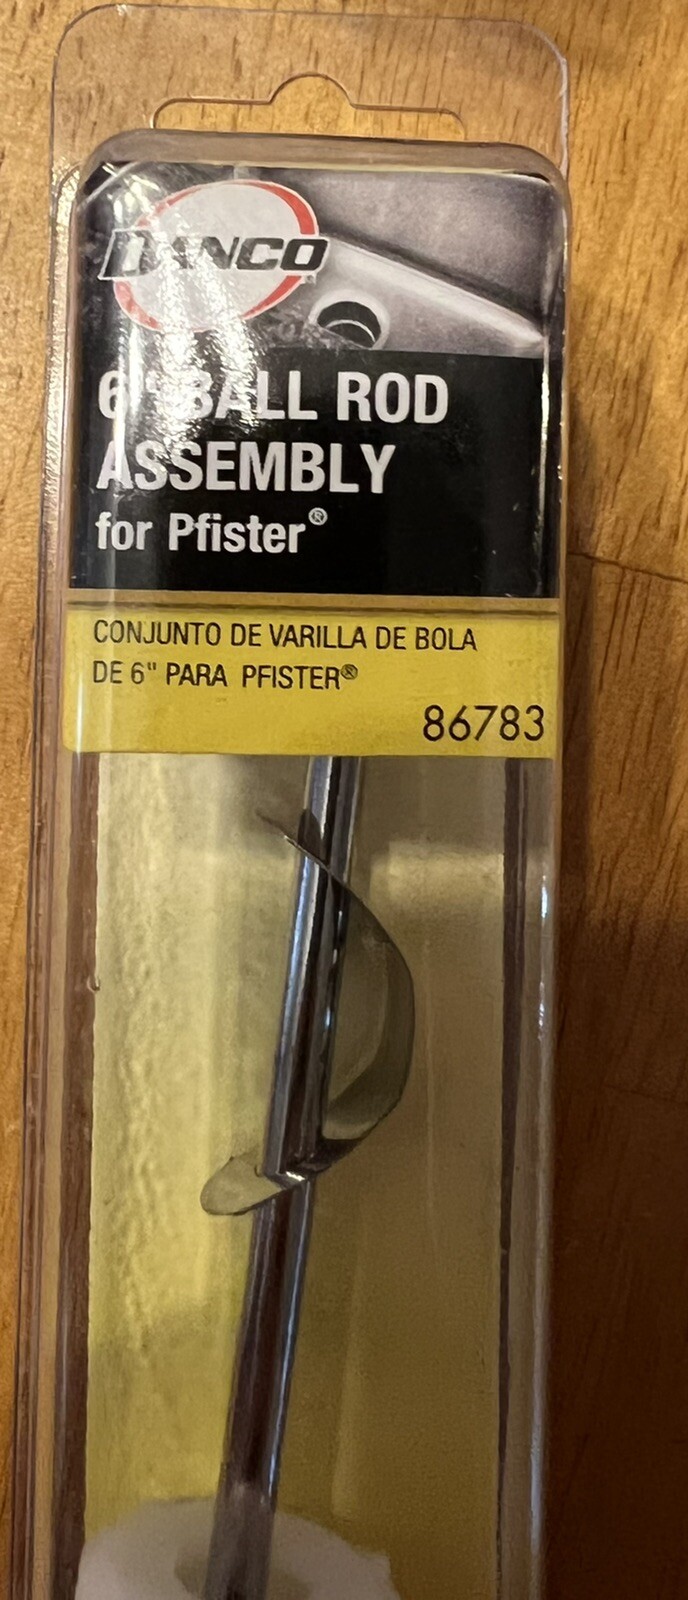 DANCO
6" BALL ROD
ASSEMBLY
for Pfister®
CONJUNTO DE VARILLA DE BOLA
DE 6" PARA PFISTER®
86783